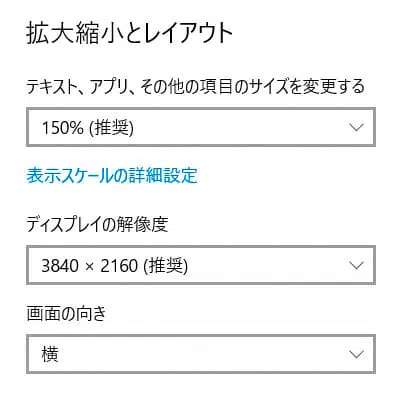 拡大縮小とレイアウト
テキスト、アプリ、その他の項目のサイズを変更する
150% (推奨)
表示スケールの詳細設定
ディスプレイの解像度
3840 × 2160 (推奨)
画面の向き
横